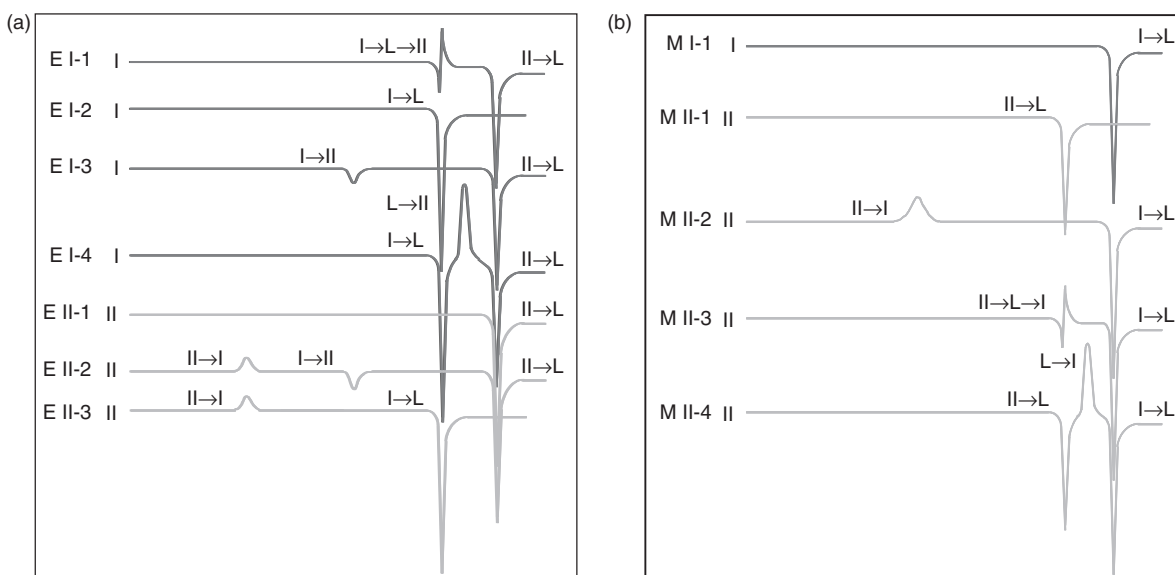 (a)
E I-1 I I→L→II II→L
E I-2 I I→L
E I-3 I I→II II→L
L→II
E I-4 I I→L II→L
E II-1 II II→L
E II-2 II II→I I→II II→L
E II-3 II II→I I→L
(b)
M I-1 I I→L
M II-1 II II→L
M II-2 II II→I I→L
M II-3 II II→L→I I→L
L→I
M II-4 II II→L I→L